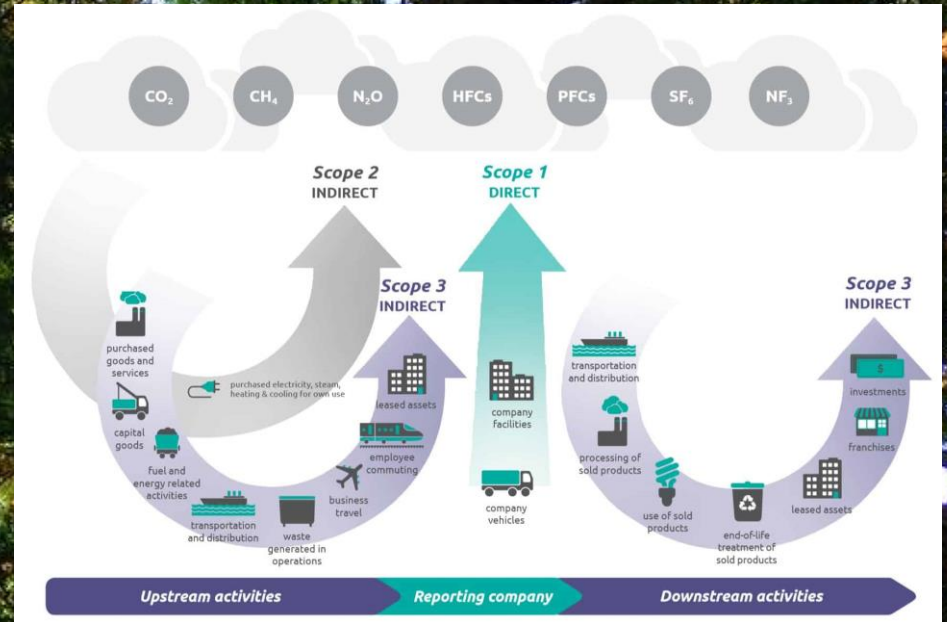 CO₂
CH₄
N₂O
HFCs
PFCs
SF₆
NF₃
Scope 2
INDIRECT
Scope 1
DIRECT
Scope 3
INDIRECT
Scope 3
INDIRECT
purchased
goods and
services
capital
goods
fuel and
energy related
activities
transportation
and distribution
waste
generated in
operations
business
travel
employee
commuting
leased assets
purchased electricity, steam,
heating & cooling for own use
company
facilities
company
vehicles
transportation
and distribution
processing of
sold products
use of sold
products
end-of-life
treatment of
sold products
leased assets
franchises
$
investments
Upstream activities
Reporting company
Downstream activities